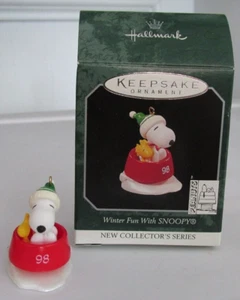 Hallmark
KEEPSAKE
ORNAMENT
98
Winter Fun With SNOOPY®
NEW COLLECTOR'S SERIES
98